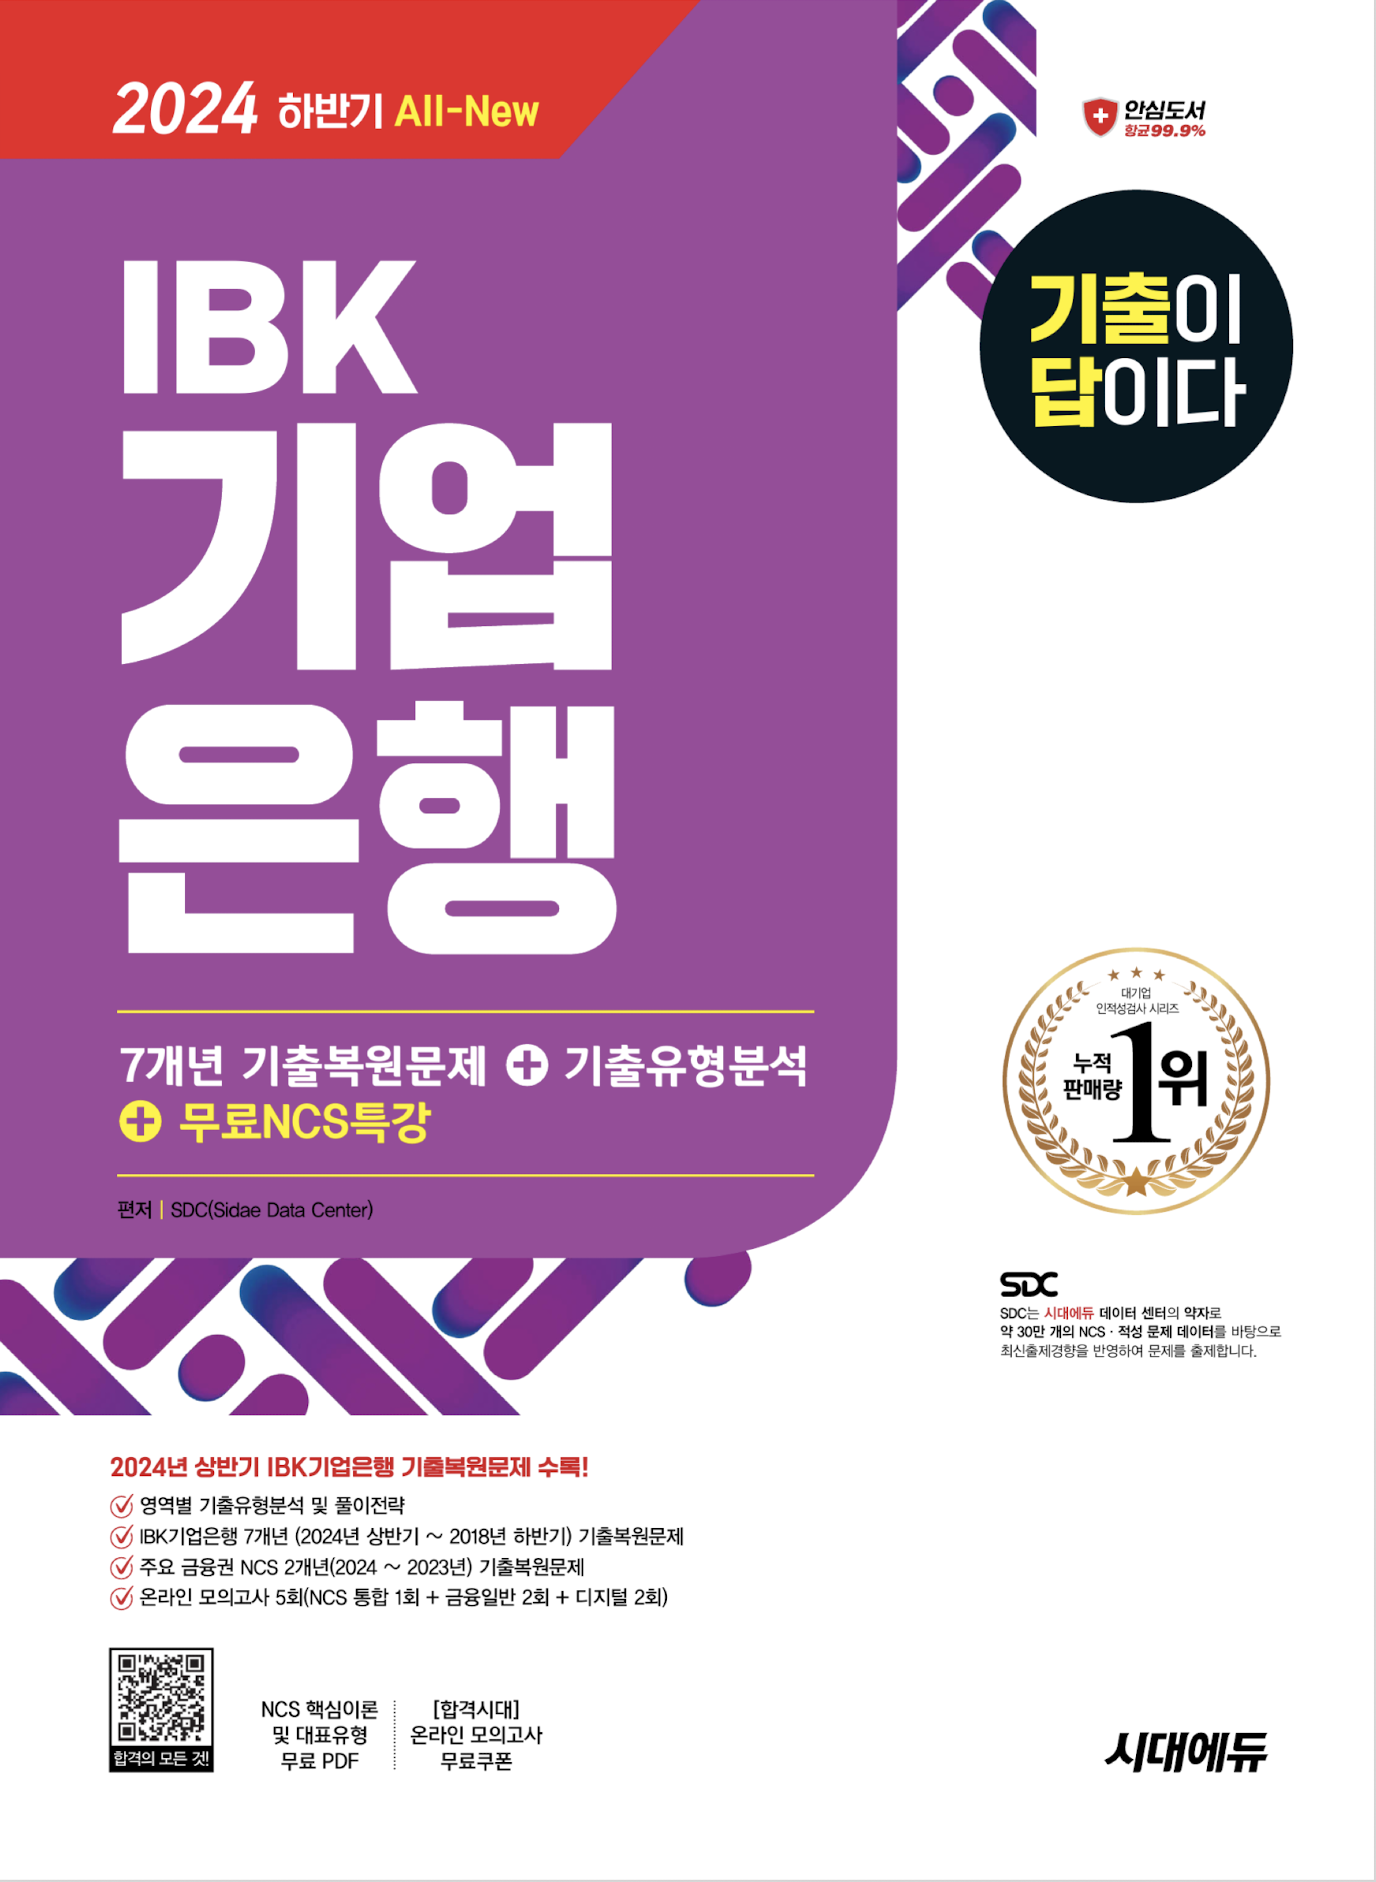 2024 하반기 All-New
안심도서
항균99.9%
기출이
답이다
IBK
기업
은행
7개년 기출복원문제 + 기출유형분석
+ 무료NCS특강
편저 | SDC(Sidae Data Center)
대기업
인적성검사 시리즈
누적
판매량
1위
SDC
SDC는 시대에듀 데이터 센터의 약자로
약 30만 개의 NCS · 적성 문제 데이터를 바탕으로
최신출제경향을 반영하여 문제를 출제합니다.
2024년 상반기 IBK기업은행 기출복원문제 수록!
영역별 기출유형분석 및 풀이전략
IBK기업은행 7개년 (2024년 상반기 ~ 2018년 하반기) 기출복원문제
주요 금융권 NCS 2개년(2024 ~ 2023년) 기출복원문제
온라인 모의고사 5회(NCS 통합 1회 + 금융일반 2회 + 디지털 2회)
합격의 모든 것!
NCS 핵심이론
및 대표유형
무료 PDF
[합격시대]
온라인 모의고사
무료쿠폰
시대에듀